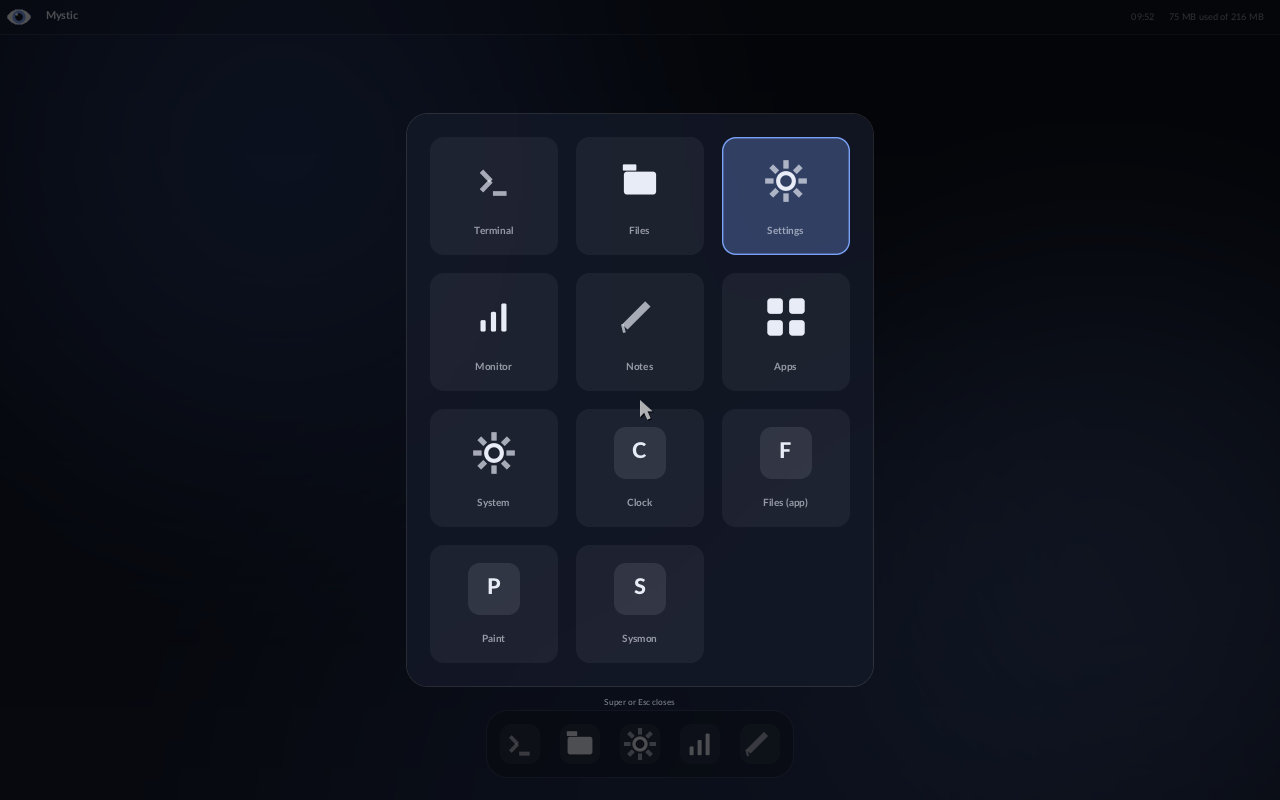 Mystic
09:52 75 MB used of 216 MB
Terminal Files Settings
Monitor Notes Apps
C F
System Clock Files (app)
P S
Paint Sysmon
Super or Esc closes